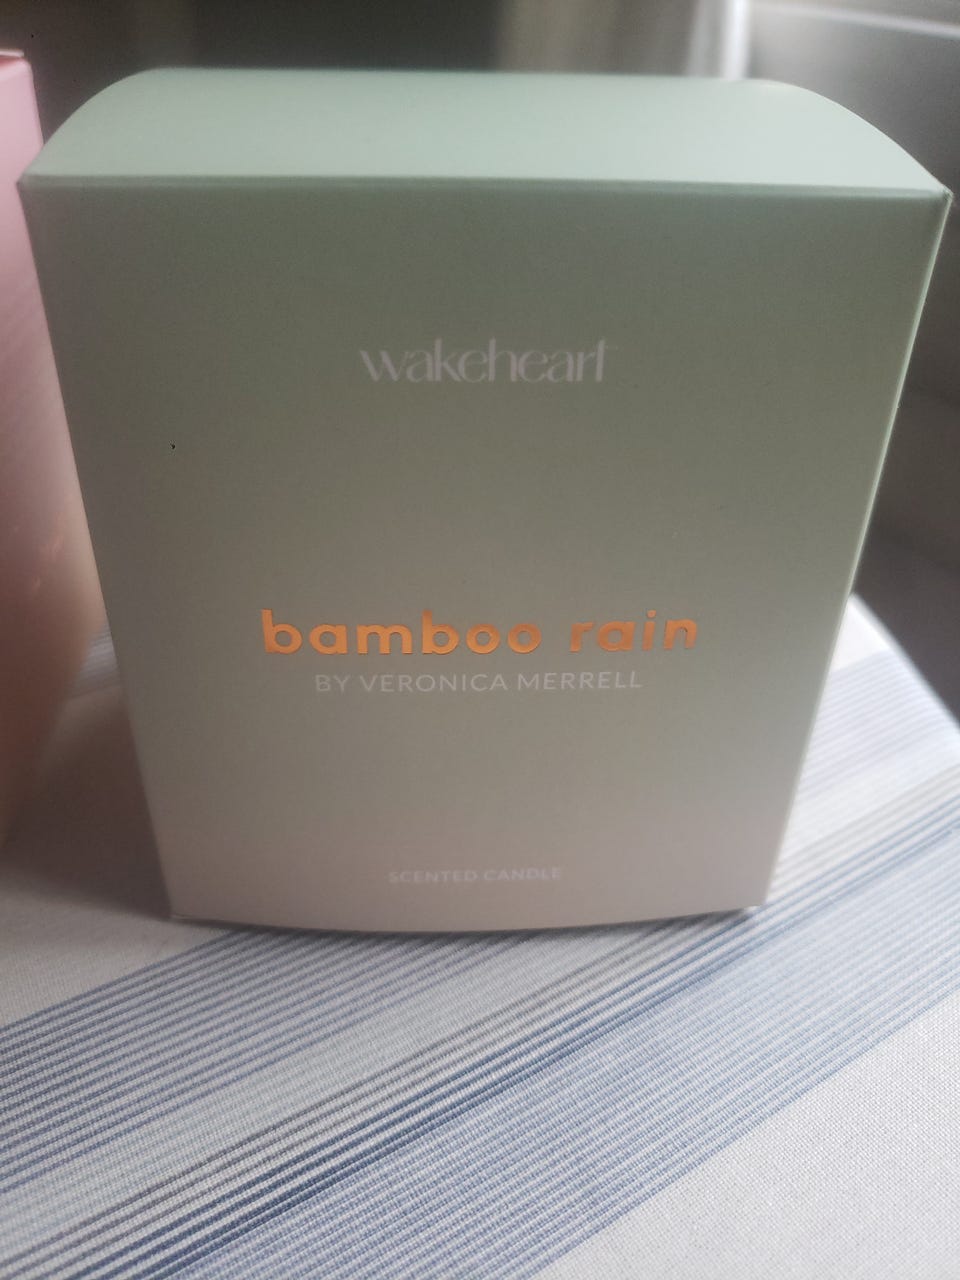 wakeheart
bamboo rain
BY VERONICA MERRELL
SCENTED CANDLE